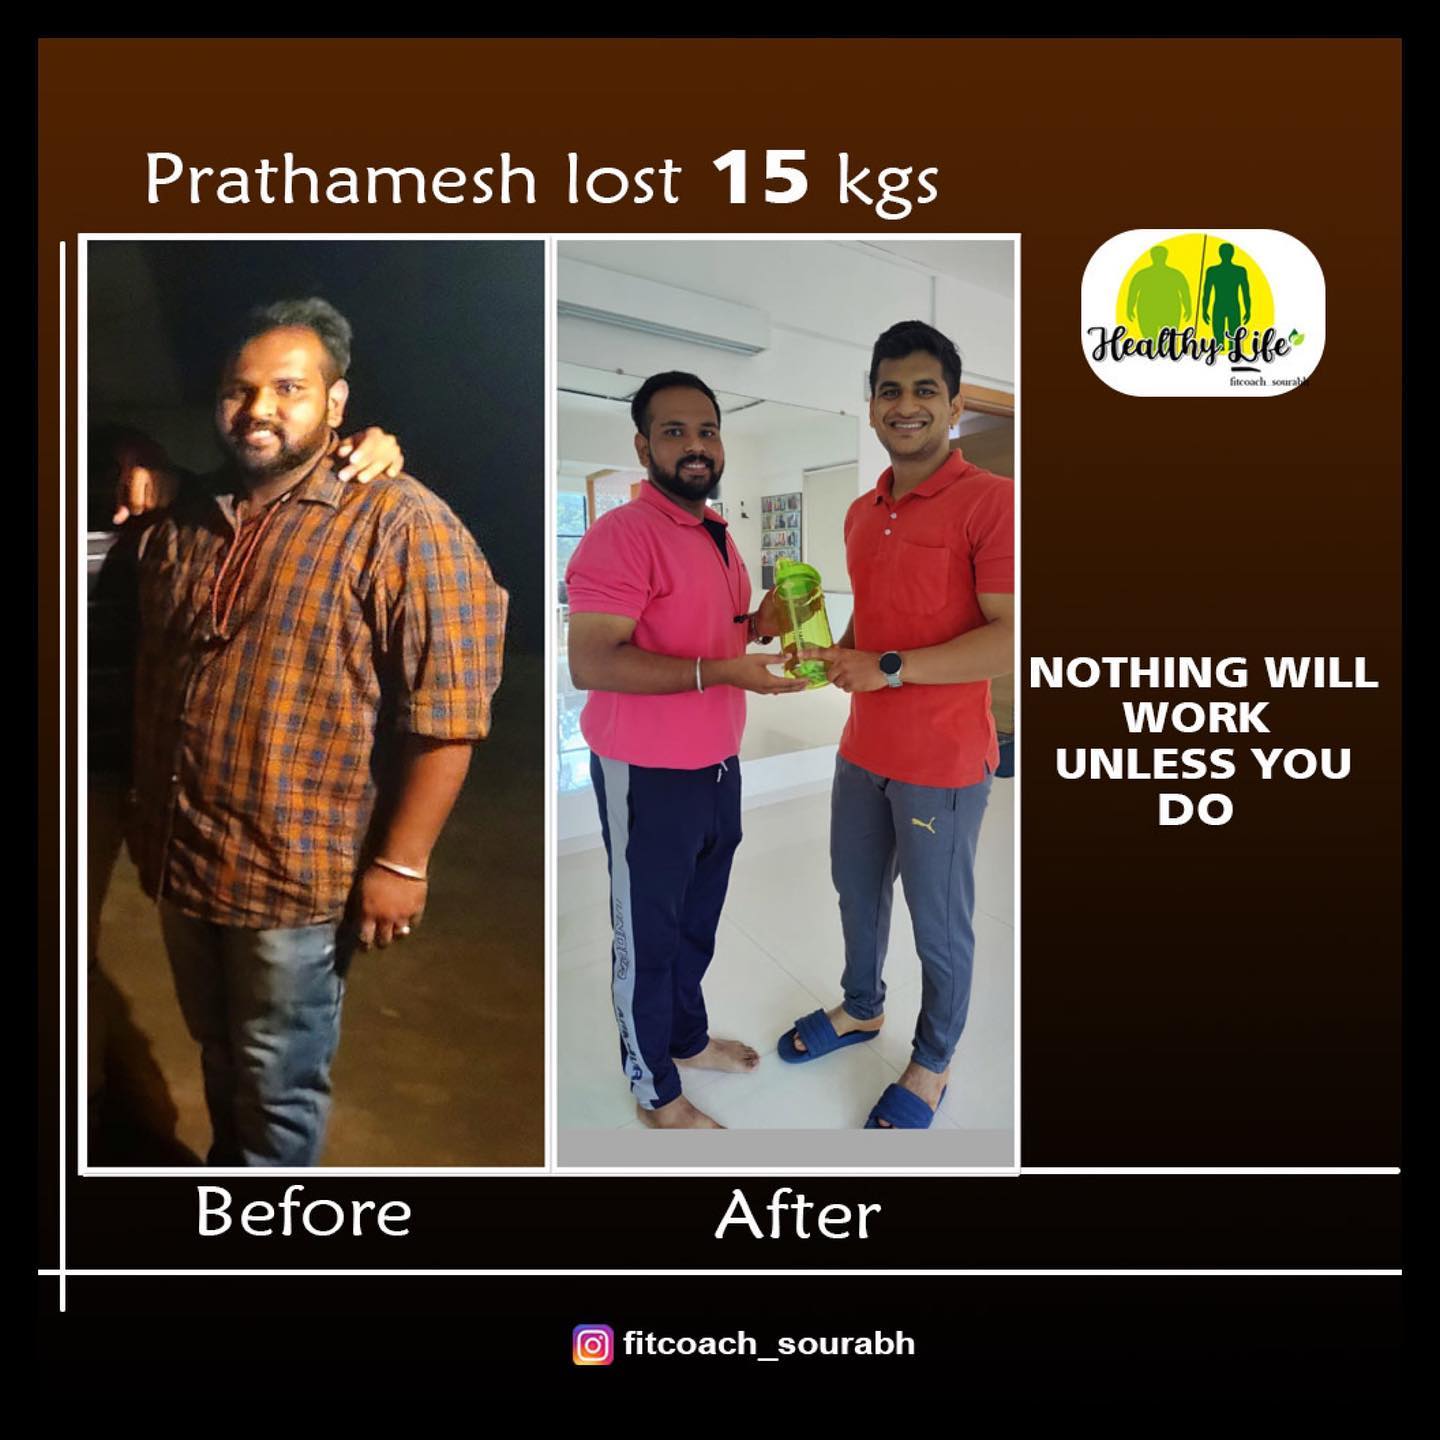 Prathamesh lost 15 kgs
Healthy Life
fitcoach_sourabh
NOTHING WILL
WORK
UNLESS YOU
DO
Before
After
fitcoach_sourabh